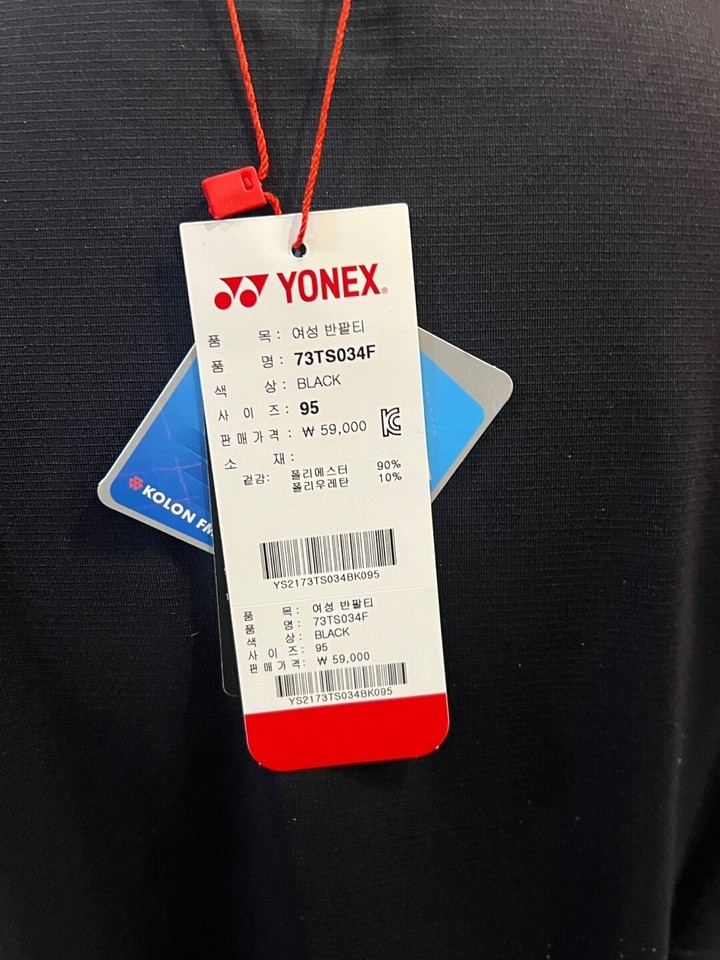 YONEX®
품 목: 여성 반팔티
품 명: 73TS034F
색 상: BLACK
사 이 즈: 95
판매가격: ₩ 59,000
소 재:
겉감: 폴리에스터 90%
폴리우레탄 10%
KOLON FM
YS2173TS034BK095
품 목: 여성 반팔티
품 명: 73TS034F
색 상: BLACK
사 이 즈: 95
판매가격: ₩ 59,000
YS2173TS034BK095